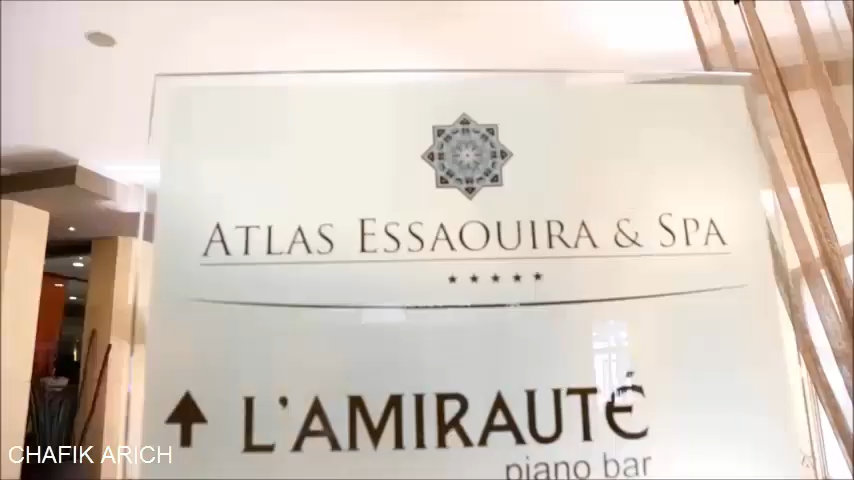 ATLAS ESSAOUIRA & SPA
★★★★★
L'AMIRAUTÉ
piano bar
CHAFIK ARICH